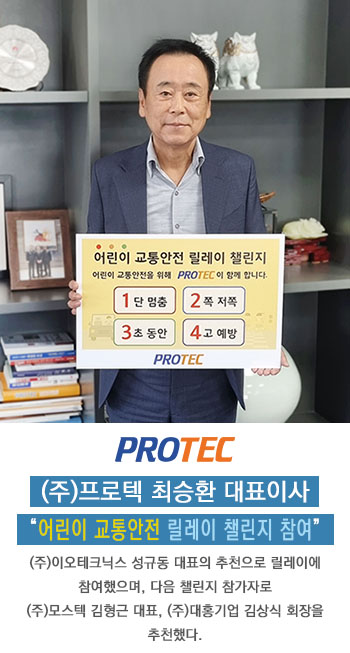 어린이 교통안전 릴레이 챌린지
어린이 교통안전을 위해 PROTEC이 함께 합니다.
1단 멈춤 2쪽 저쪽
3초 동안 4고 예방
PROTEC
PROTEC
(주)프로텍 최승환 대표이사
“어린이 교통안전 릴레이 챌린지 참여”
(주)이오테크닉스 성규동 대표의 추천으로 릴레이에
참여했으며, 다음 챌린지 참가자로
(주)모스텍 김형근 대표, (주)대흥기업 김상식 회장을
추천했다.